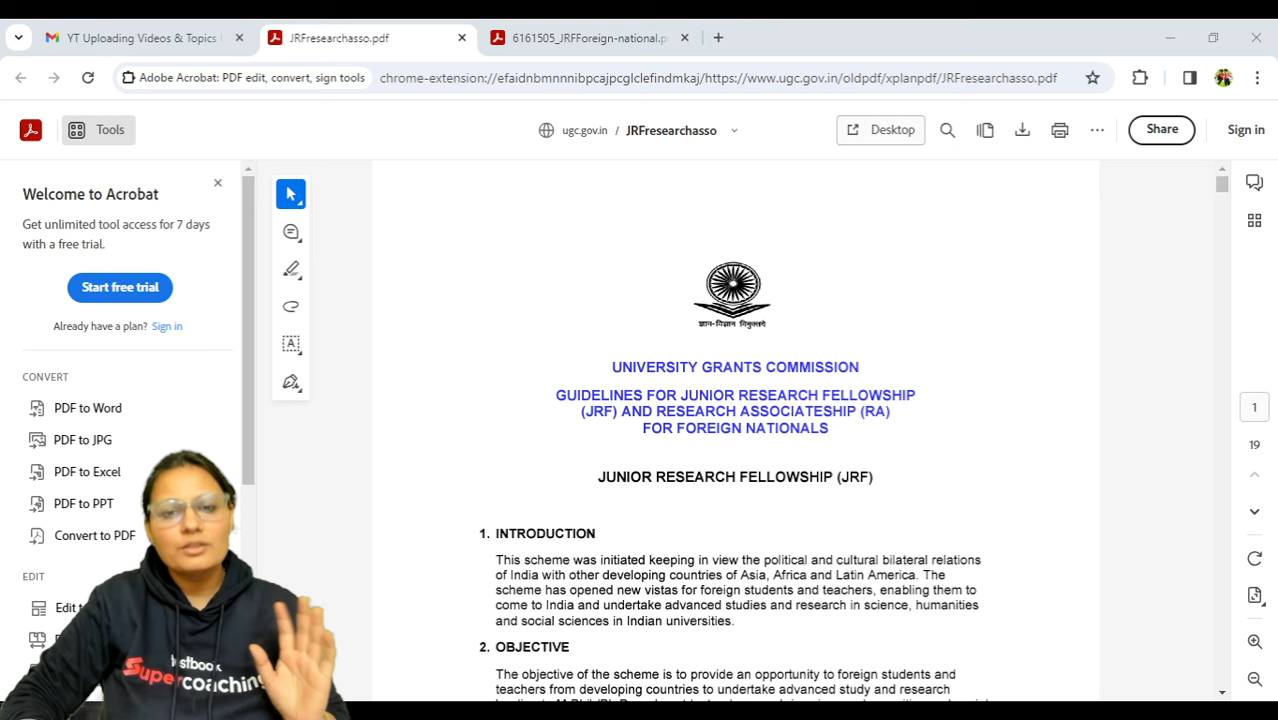 YT Uploading Videos & Topics
JRFresearchasso.pdf
6161505_JRFForeign-national.p
Adobe Acrobat: PDF edit, convert, sign tools
chrome-extension://efaidnbmnnnibpcajpcglclefindmkaj/https://www.ugc.gov.in/oldpdf/xplanpdf/JRFresearchasso.pdf
Tools
ugc.gov.in / JRFresearchasso
Desktop
Share
Sign in
Welcome to Acrobat
Get unlimited tool access for 7 days
with a free trial.
Start free trial
Already have a plan? Sign in
CONVERT
PDF to Word
PDF to JPG
PDF to Excel
PDF to PPT
Convert to PDF
EDIT
Edit
testbook
Supercoaching
ज्ञान-विज्ञान विमुक्तये
UNIVERSITY GRANTS COMMISSION
GUIDELINES FOR JUNIOR RESEARCH FELLOWSHIP
(JRF) AND RESEARCH ASSOCIATESHIP (RA)
FOR FOREIGN NATIONALS
JUNIOR RESEARCH FELLOWSHIP (JRF)
1. INTRODUCTION
This scheme was initiated keeping in view the political and cultural bilateral relations
of India with other developing countries of Asia, Africa and Latin America. The
scheme has opened new vistas for foreign students and teachers, enabling them to
come to India and undertake advanced studies and research in science, humanities
and social sciences in Indian universities.
2. OBJECTIVE
The objective of the scheme is to provide an opportunity to foreign students and
teachers from developing countries to undertake advanced study and research
1
19